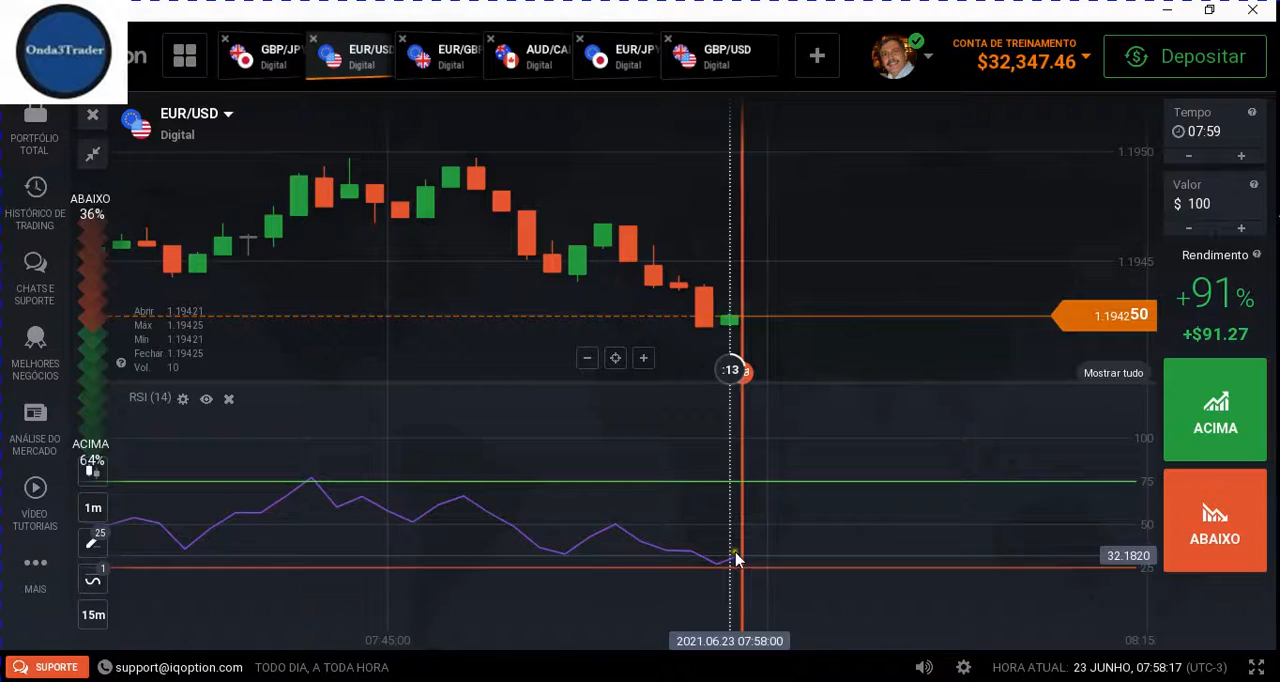 Onda3Trader
on
GBP/JP
Digital
EUR/USD
Digital
EUR/GBP
Digital
AUD/CA
Digital
EUR/JPY
Digital
GBP/USD
Digital
CONTA DE TREINAMENTO
$32,347.46
Depositar
PORTFÓLIO
TOTAL
HISTÓRICO DE
TRADING
CHATS E
SUPORTE
MELHORES
NEGÓCIOS
ANÁLISE DO
MERCADO
VÍDEO
TUTORIAIS
MAIS
EUR/USD
Digital
ABAIXO
36%
ACIMA
64%
1m
25
1
15m
Abrir 1.19421
Máx 1.19425
Mín 1.19421
Fechar 1.19425
Vol. 10
:13
RSI (14)
1.1950
1.1945
1.194250
Mostrar tudo
100
75
50
32.1820
25
07:45:00
2021.06.23 07:58:00
08:15
Tempo
07:59
- +
Valor
$ 100
- +
Rendimento
+91%
+$91.27
ACIMA
ABAIXO
SUPORTE
support@iqoption.com
TODO DIA, A TODA HORA
HORA ATUAL: 23 JUNHO, 07:58:17 (UTC-3)